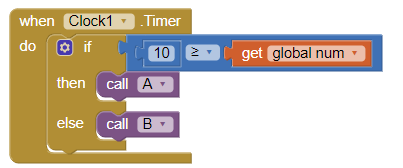 when Clock1 .Timer
do if 10 ≥ get global num
then call A
else call B